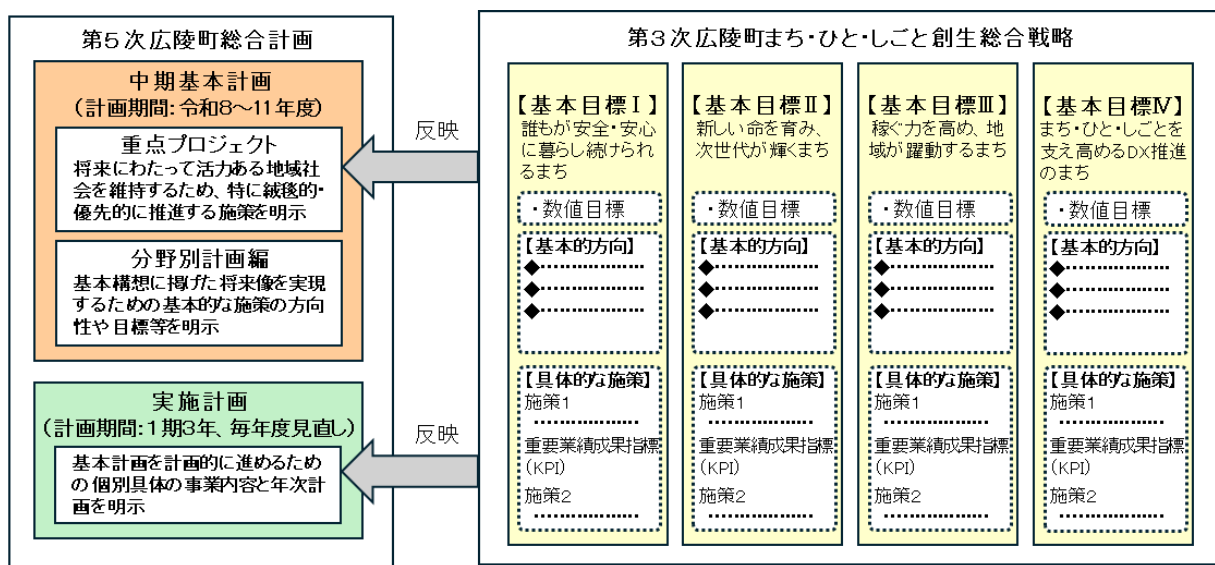 第5次広陵町総合計画
中期基本計画
(計画期間:令和8～11年度)
重点プロジェクト
将来にわたって活力ある地域社
会を維持するため、特に絨毯的・
優先的に推進する施策を明示
分野別計画編
基本構想に掲げた将来像を実現
するための基本的な施策の方向
性や目標等を明示
実施計画
(計画期間:1期3年、毎年度見直し)
基本計画を計画的に進めるため
の個別具体の事業内容と年次計
画を明示
反映
反映
第3次広陵町まち・ひと・しごと創生総合戦略
【基本目標Ⅰ】
誰もが安全・安心
に暮らし続けられ
るまち
・数値目標
【基本的方向】
◆………………
◆………………
◆………………
【具体的な施策】
施策1
………………
重要業績成果指標
(KPI)
施策2
………………
【基本目標Ⅱ】
新しい命を育み、
次世代が輝くまち
・数値目標
【基本的方向】
◆………………
◆………………
◆………………
【具体的な施策】
施策1
………………
重要業績成果指標
(KPI)
施策2
………………
【基本目標Ⅲ】
稼ぐ力を高め、地
域が躍動するまち
・数値目標
【基本的方向】
◆………………
◆………………
◆………………
【具体的な施策】
施策1
………………
重要業績成果指標
(KPI)
施策2
………………
【基本目標Ⅳ】
まち・ひと・しごとを
支え高めるDX推進
のまち
・数値目標
【基本的方向】
◆………………
◆………………
◆………………
【具体的な施策】
施策1
………………
重要業績成果指標
(KPI)
施策2
………………